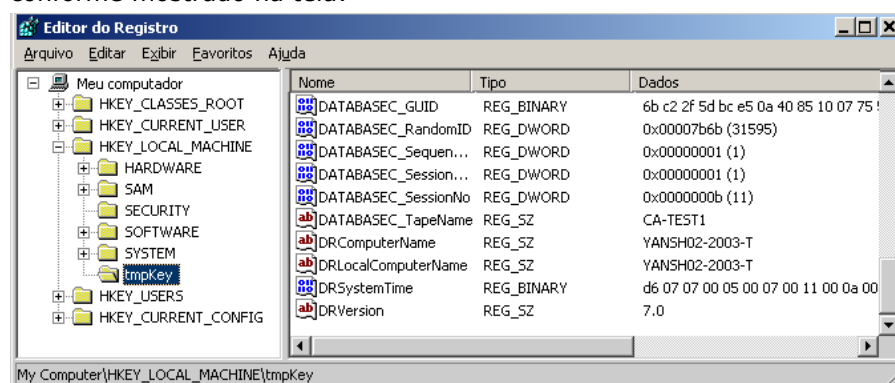 conforme mostrado na tela:
Editor do Registro
Arquivo Editar Exibir Favoritos Ajuda
Meu computador
HKEY_CLASSES_ROOT
HKEY_CURRENT_USER
HKEY_LOCAL_MACHINE
HARDWARE
SAM
SECURITY
SOFTWARE
SYSTEM
tmpKey
HKEY_USERS
HKEY_CURRENT_CONFIG
Nome Tipo Dados
DATABASEC_GUID REG_BINARY 6b c2 2f 5d bc e5 0a 40 85 10 07 75
DATABASEC_RandomID REG_DWORD 0x00007b6b (31595)
DATABASEC_Sequen... REG_DWORD 0x00000001 (1)
DATABASEC_Session... REG_DWORD 0x00000001 (1)
DATABASEC_SessionNo REG_DWORD 0x0000000b (11)
DATABASEC_TapeName REG_SZ CA-TEST1
DRComputerName REG_SZ YANSH02-2003-T
DRLocalComputerName REG_SZ YANSH02-2003-T
DRSystemTime REG_BINARY d6 07 07 00 05 00 07 00 11 00 0a 00
DRVersion REG_SZ 7.0
My Computer\HKEY_LOCAL_MACHINE\tmpKey